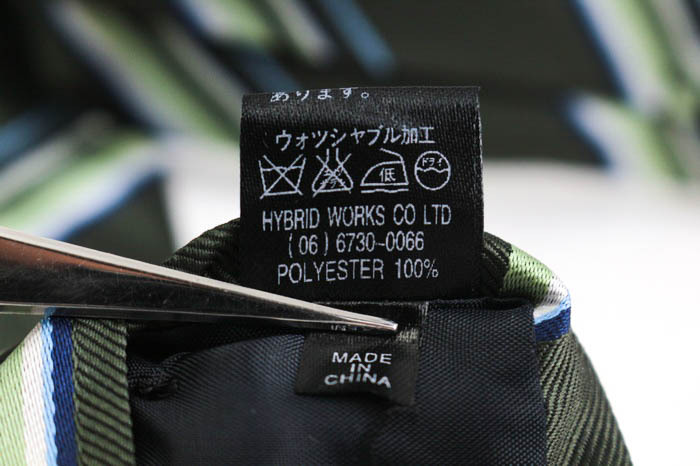 あります。
ウォツシャブル加工
低 ドライ
HYBRID WORKS CO LTD
(06) 6730-0066
POLYESTER 100%
MADE
IN
CHINA